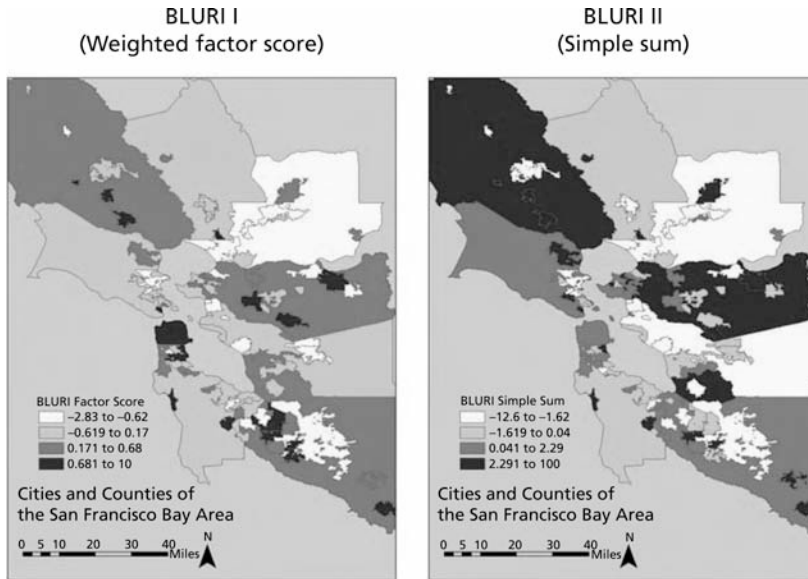 BLURI I
(Weighted factor score)
BLURI Factor Score
−2.83 to −0.62
−0.619 to 0.17
0.171 to 0.68
0.681 to 10
Cities and Counties of
the San Francisco Bay Area
0 5 10 20 30 40
Miles
N
BLURI II
(Simple sum)
BLURI Simple Sum
−12.6 to −1.62
−1.619 to 0.04
0.041 to 2.29
2.291 to 100
Cities and Counties of
the San Francisco Bay Area
0 5 10 20 30 40
Miles
N